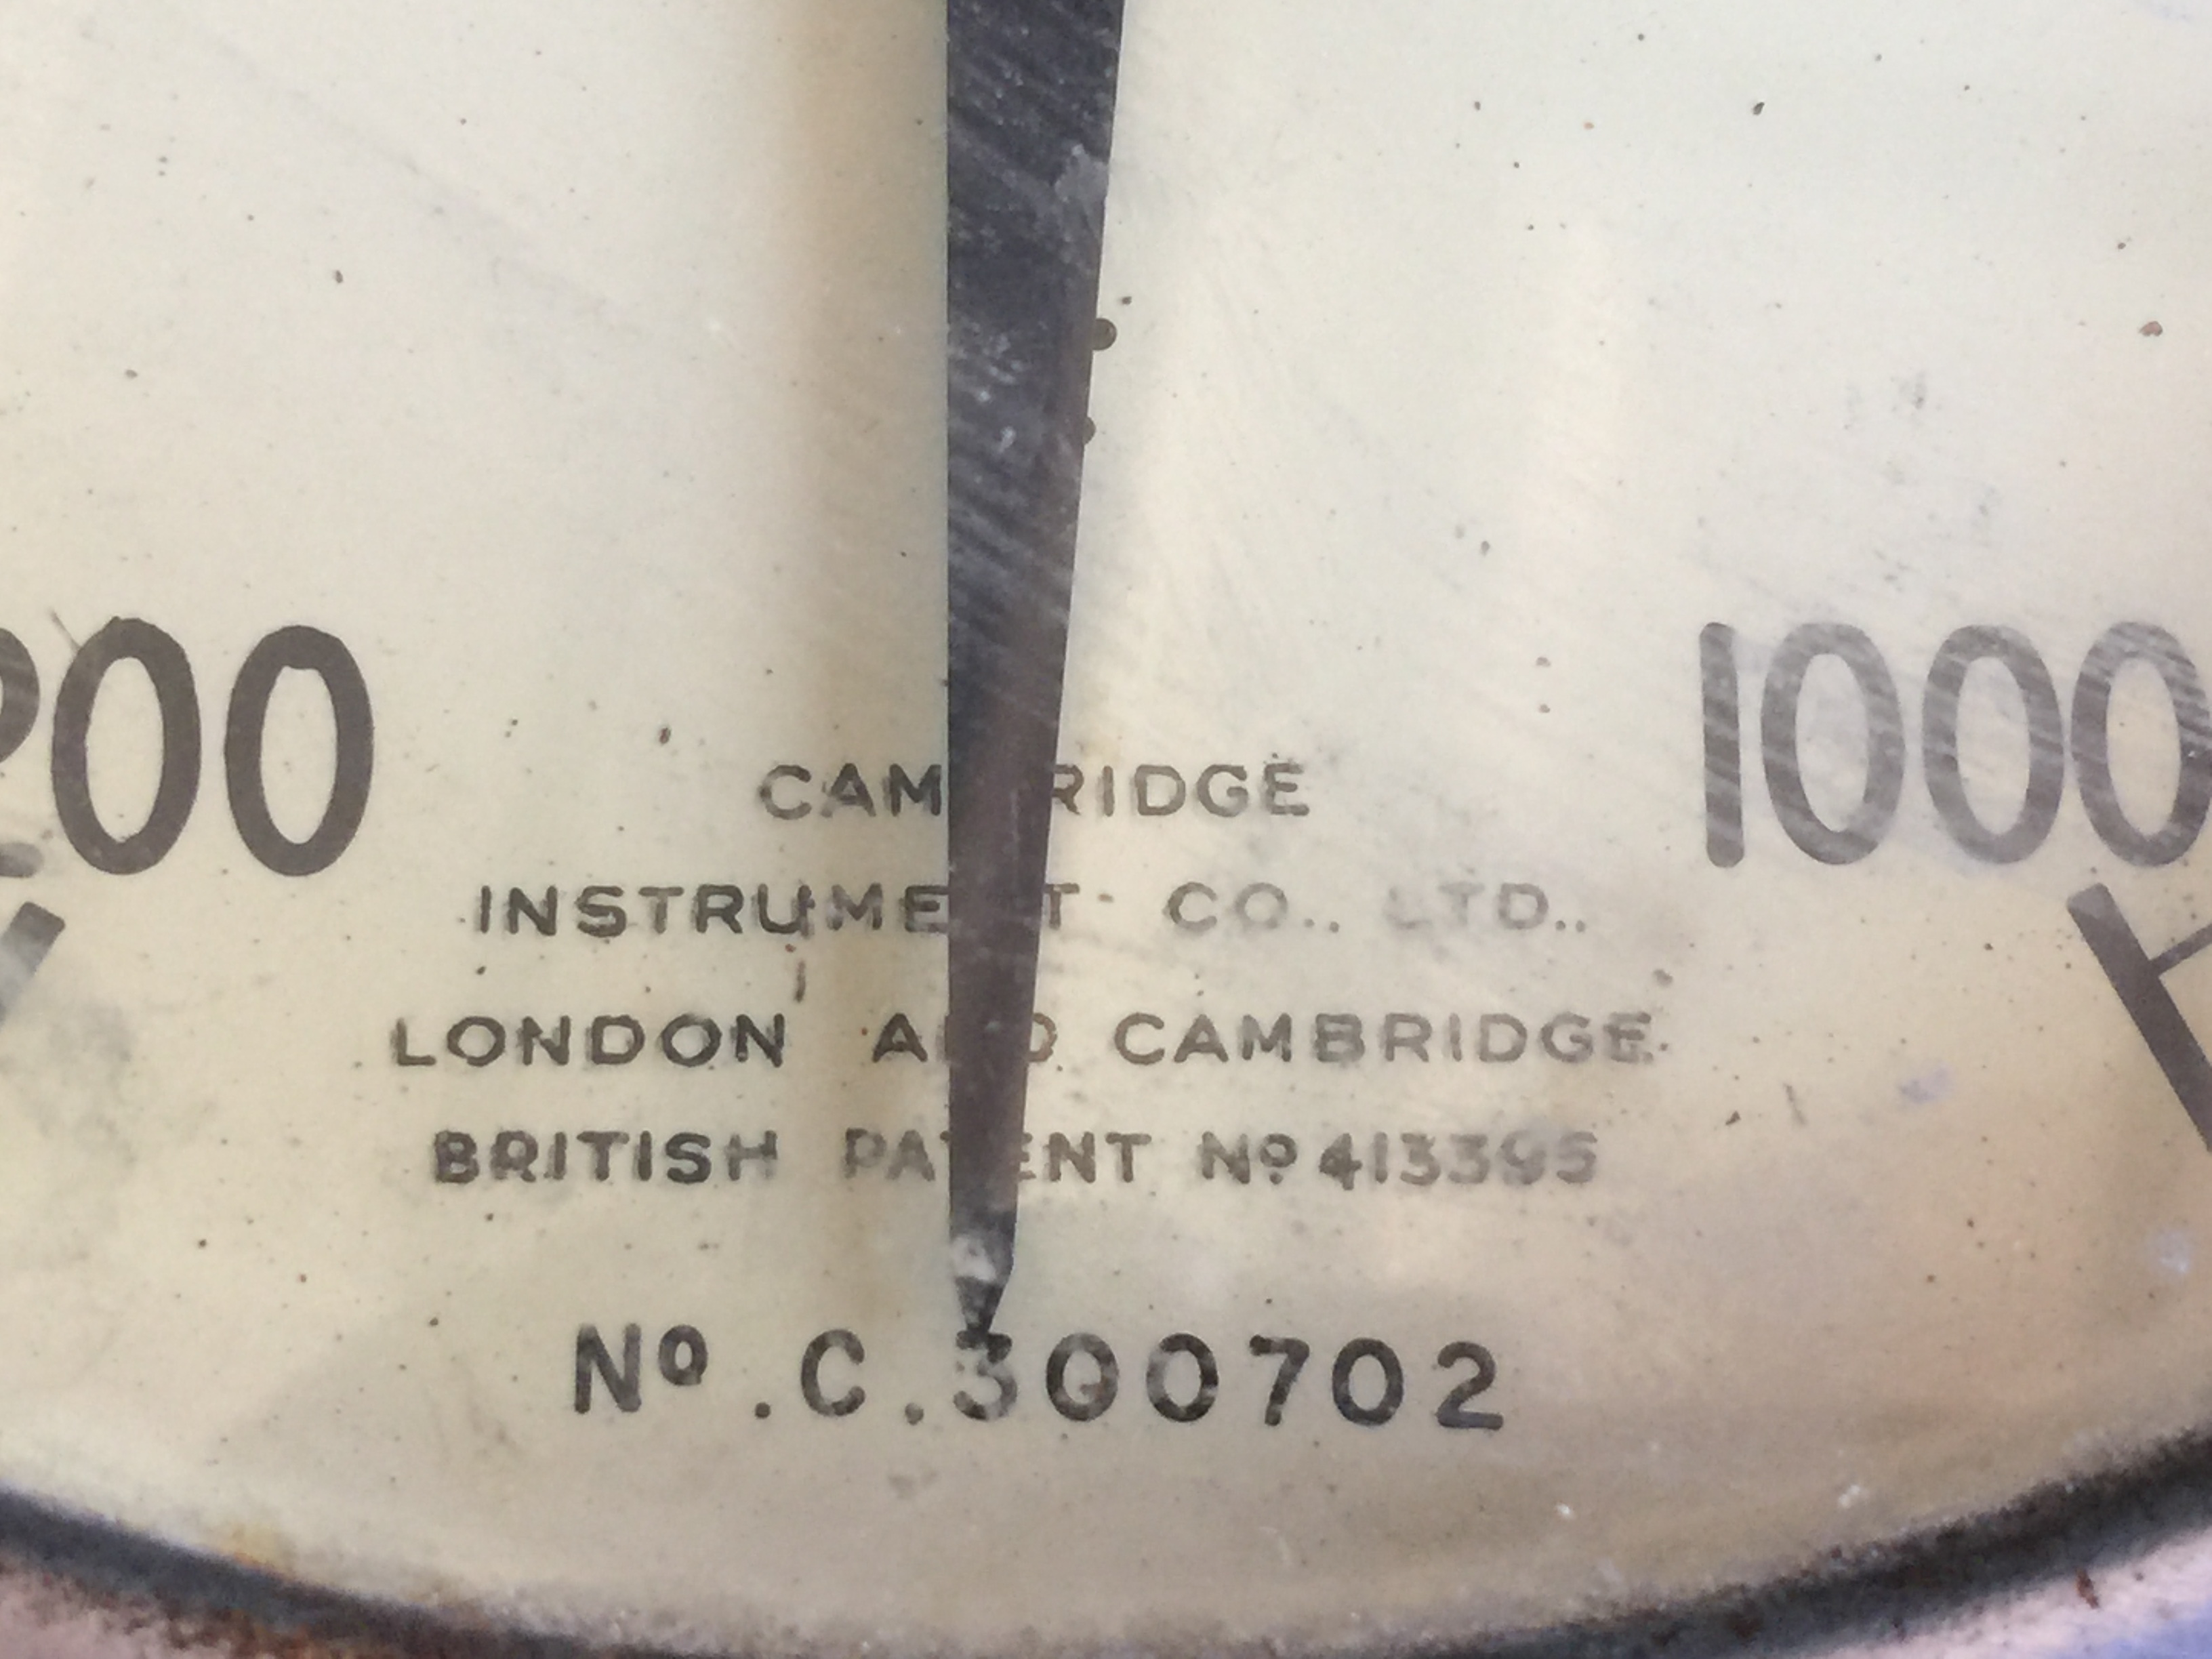 200 1000
CAMBRIDGE
INSTRUMENT CO., LTD.,
LONDON AND CAMBRIDGE.
BRITISH PATENT Nº 413395
Nº.C.300702